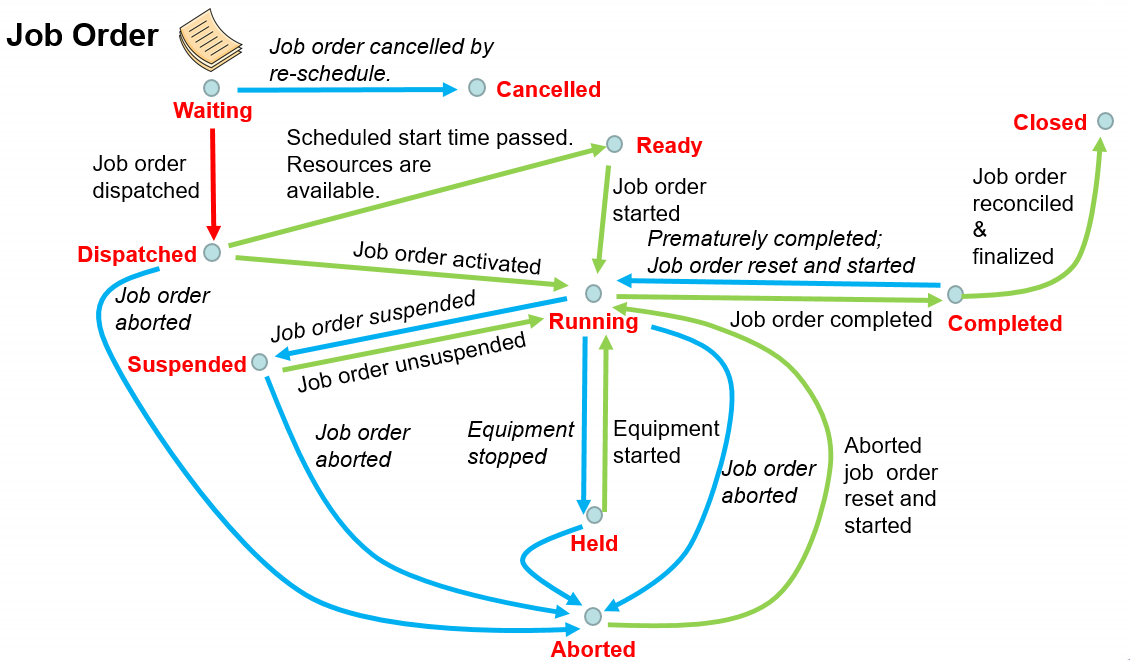 Job Order
Job order cancelled by
re-schedule.
Waiting
Cancelled
Closed
Scheduled start time passed.
Resources are
available.
Ready
Job order
dispatched
Job order
started
Job order
reconciled
&
finalized
Dispatched
Job order activated
Prematurely completed;
Job order reset and started
Job order
aborted
Job order suspended
Running
Job order completed
Completed
Suspended
Job order unsuspended
Job order
aborted
Equipment
stopped
Equipment
started
Job order
aborted
Aborted
job  order
reset and
started
Held
Aborted